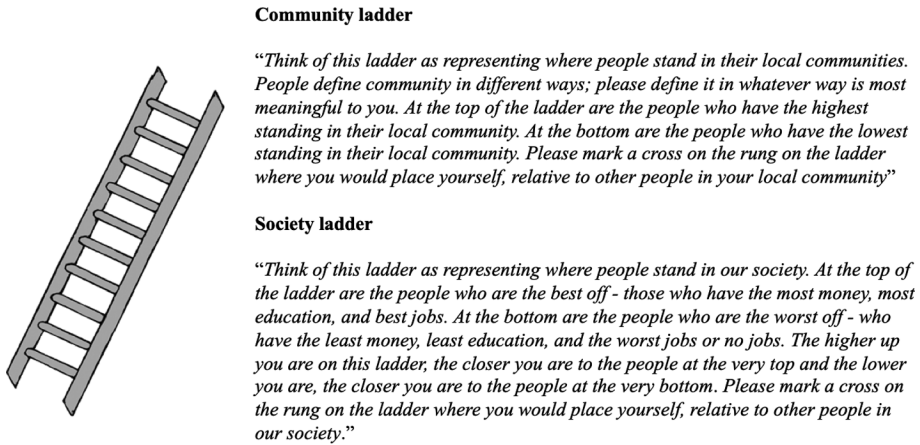 Community ladder
“Think of this ladder as representing where people stand in their local communities.
People define community in different ways; please define it in whatever way is most
meaningful to you. At the top of the ladder are the people who have the highest
standing in their local community. At the bottom are the people who have the lowest
standing in their local community. Please mark a cross on the rung on the ladder
where you would place yourself, relative to other people in your local community”
Society ladder
“Think of this ladder as representing where people stand in our society. At the top of
the ladder are the people who are the best off - those who have the most money, most
education, and best jobs. At the bottom are the people who are the worst off - who
have the least money, least education, and the worst jobs or no jobs. The higher up
you are on this ladder, the closer you are to the people at the very top and the lower
you are, the closer you are to the people at the very bottom. Please mark a cross on
the rung on the ladder where you would place yourself, relative to other people in
our society.”